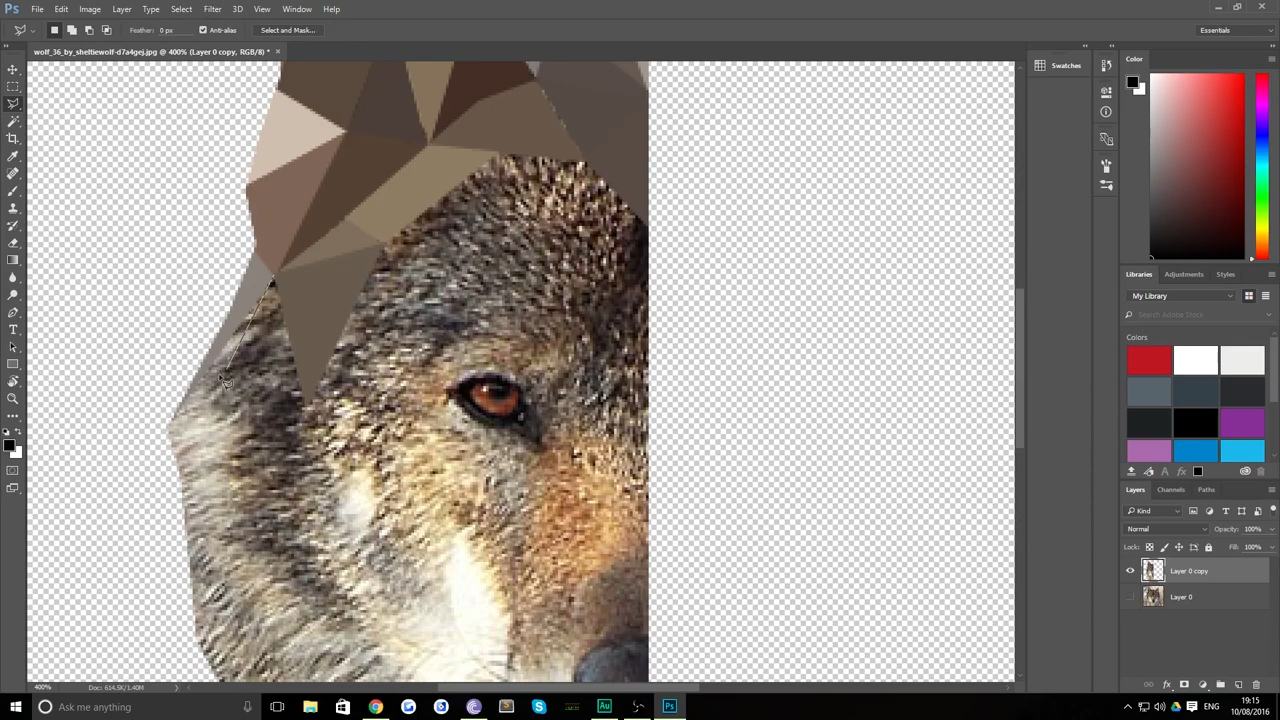 Ps File Edit Image Layer Type Select Filter 3D View Window Help
Feather: 0 px Anti-alias Select and Mask... Essentials
wolf_36_by_sheltiewolf-d7a4gej.jpg @ 400% (Layer 0 copy, RGB/8) * ×
Swatches
Color
Libraries Adjustments Styles
My Library
Search Adobe Stock
Colors
Layers Channels Paths
Kind
Normal Opacity: 100%
Lock: Fill: 100%
Layer 0 copy
Layer 0
400% Doc: 614.5K/1.40M
Ask me anything
Au Ps
ENG
19:15
10/08/2016